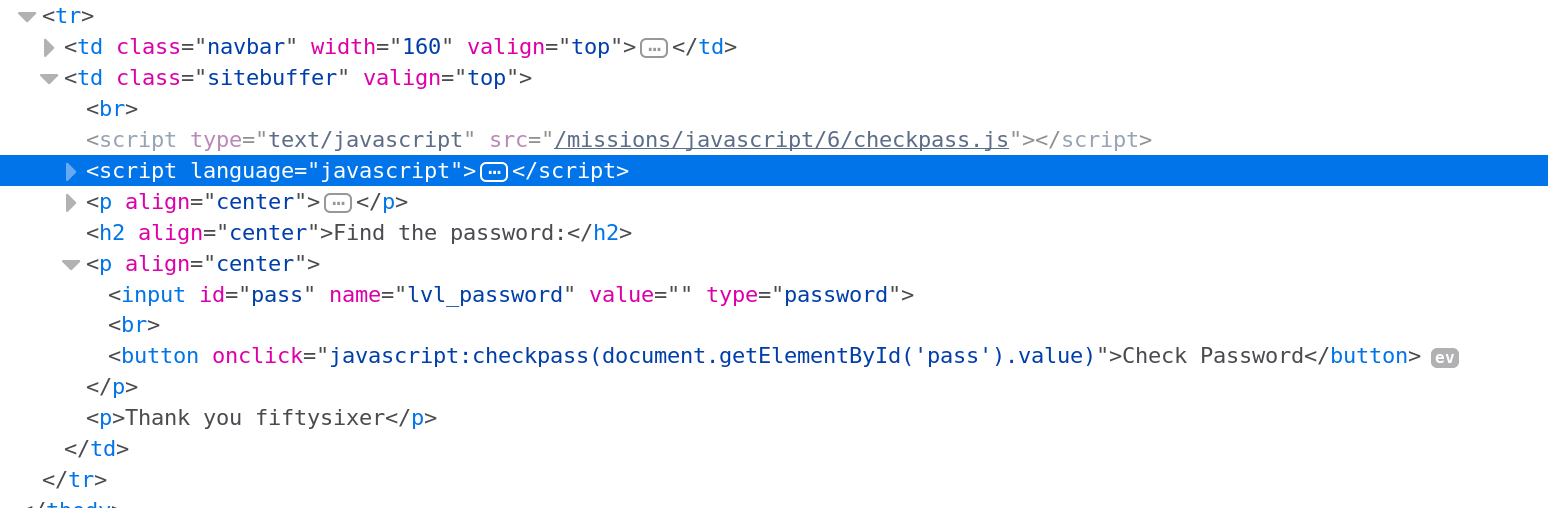 <tr>
<td class="navbar" width="160" valign="top">…</td>
<td class="sitebuffer" valign="top">
<br>
<script type="text/javascript" src="/missions/javascript/6/checkpass.js"></script>
<script language="javascript">…</script>
<p align="center">…</p>
<h2 align="center">Find the password:</h2>
<p align="center">
<input id="pass" name="lvl_password" value="" type="password">
<br>
<button onclick="javascript:checkpass(document.getElementById('pass').value)">Check Password</button> ev
</p>
<p>Thank you fiftysixer</p>
</td>
</tr>
</tbody>